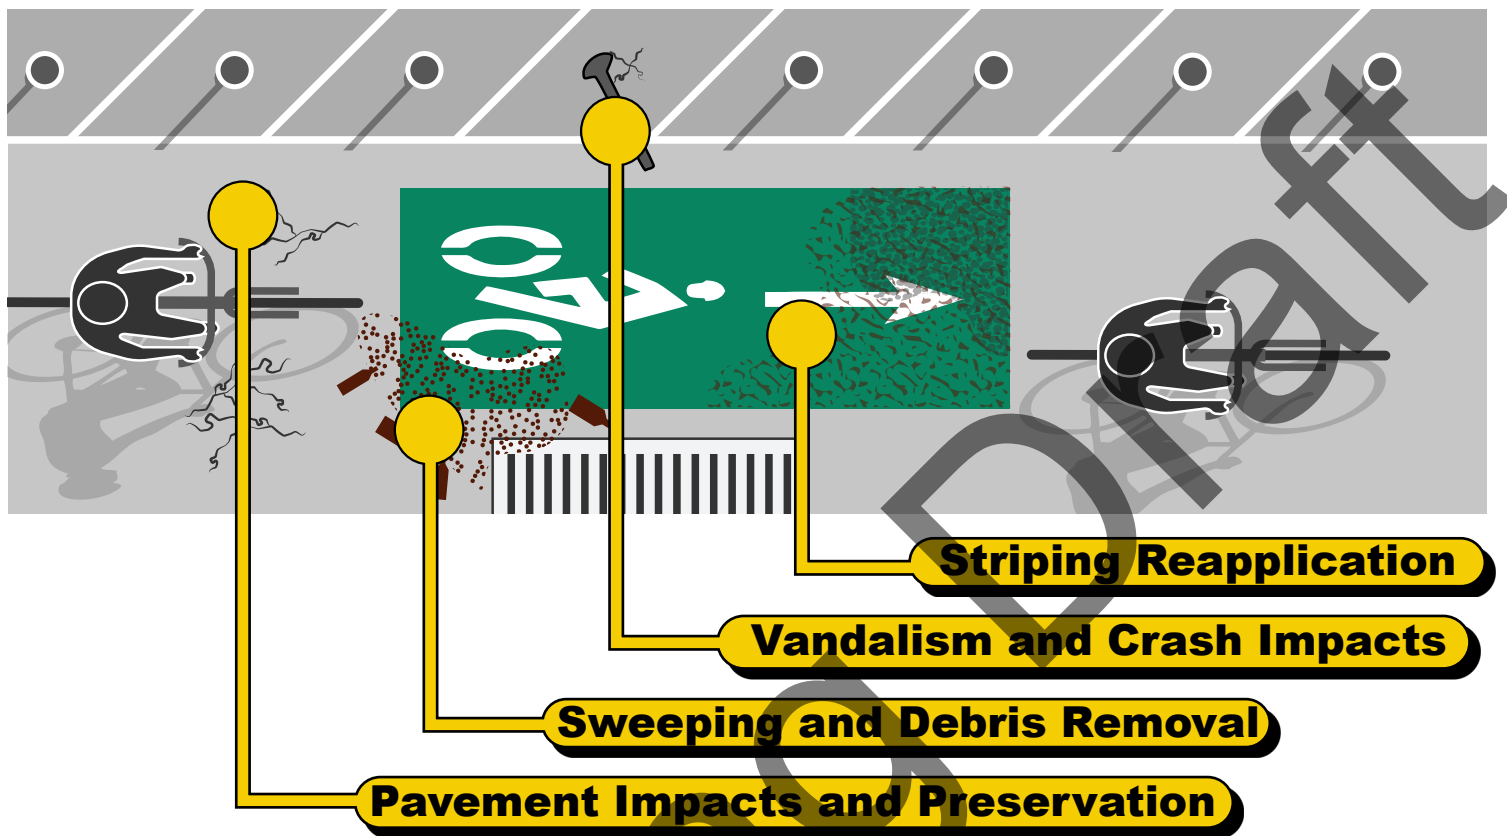 Striping Reapplication
Vandalism and Crash Impacts
Sweeping and Debris Removal
Pavement Impacts and Preservation
Draft